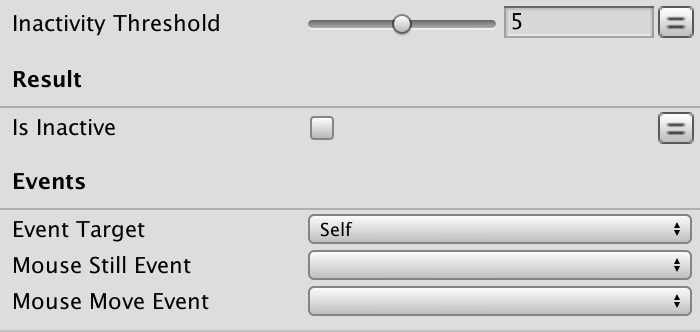 Inactivity Threshold 5
Result
Is Inactive
Events
Event Target Self
Mouse Still Event
Mouse Move Event